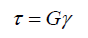 τ = Gγ